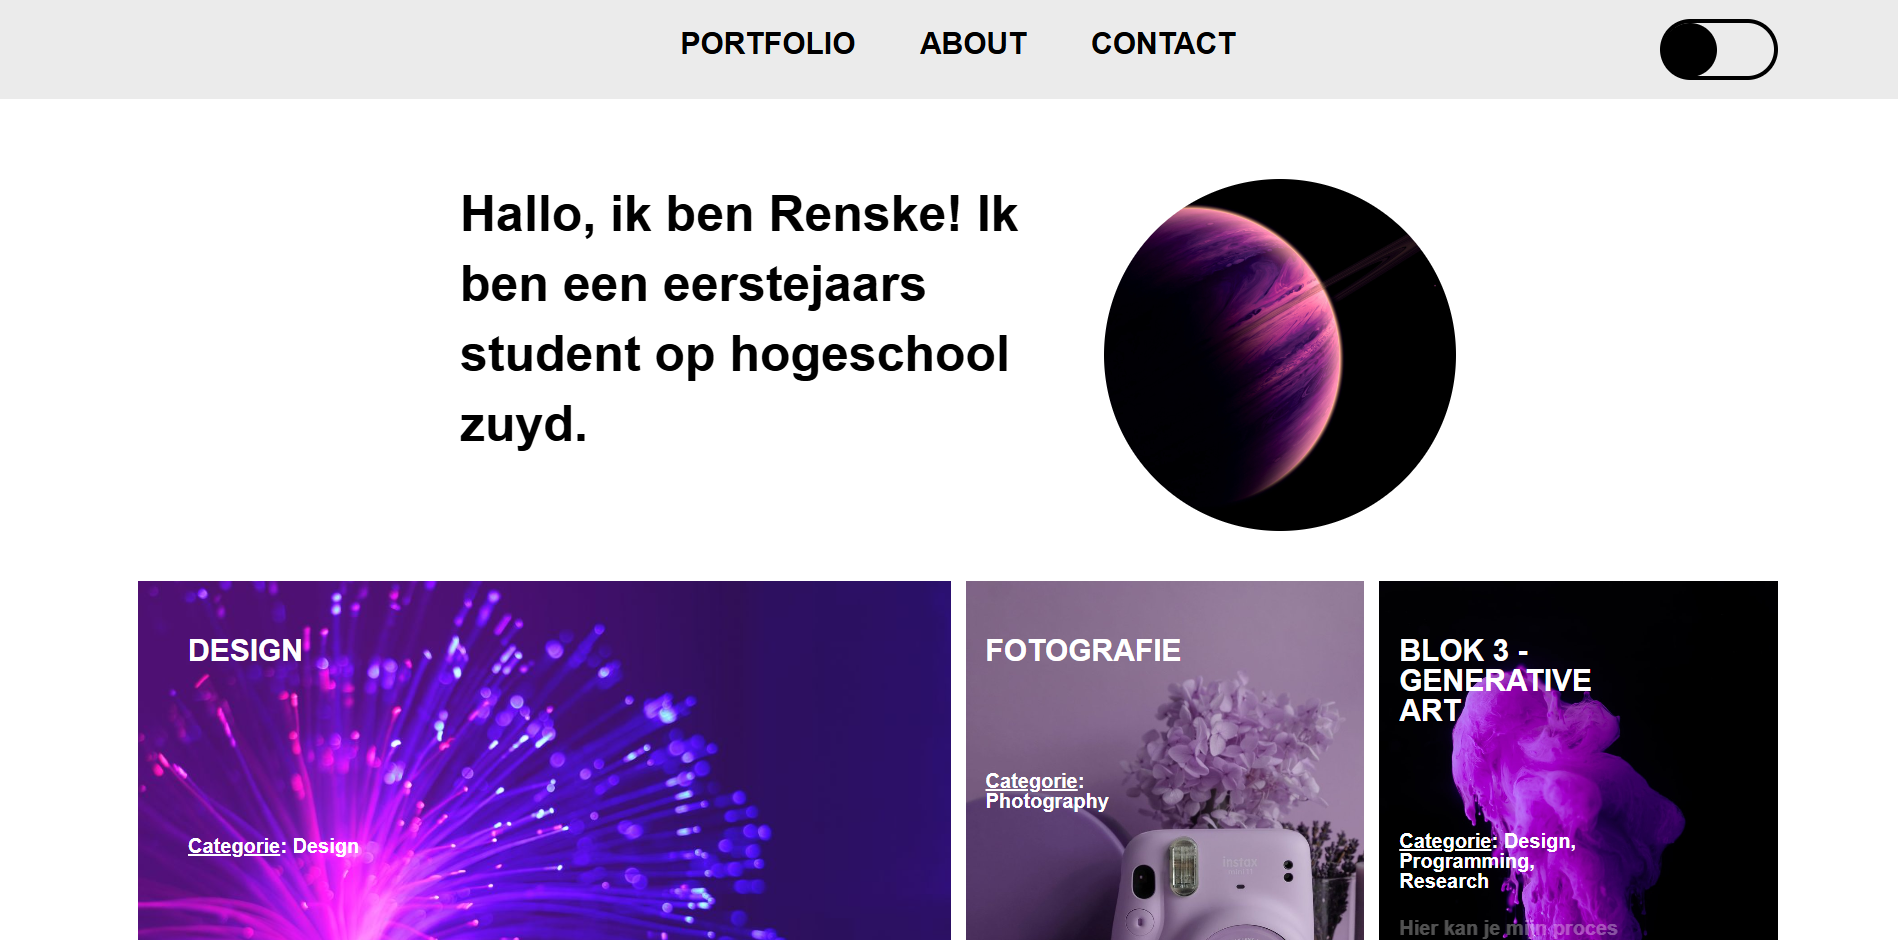 PORTFOLIO ABOUT CONTACT
Hallo, ik ben Renske! Ik
ben een eerstejaars
student op hogeschool
zuyd.
DESIGN
Categorie: Design
FOTOGRAFIE
Categorie:
Photography
instax
BLOK 3 -
GENERATIVE
ART
Categorie: Design,
Programming,
Research
Hier kan je mijn proces